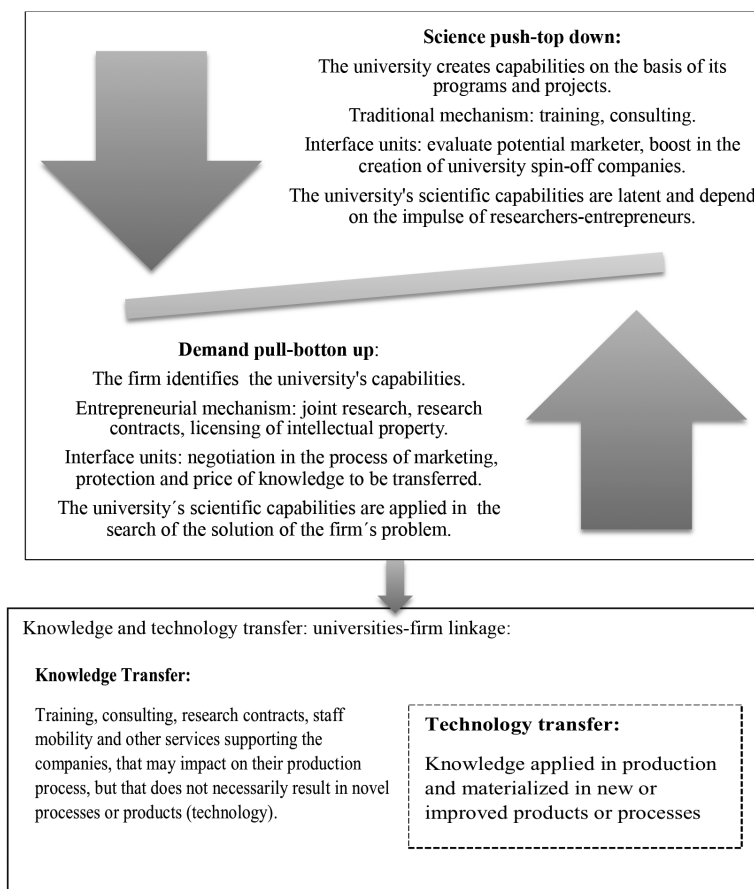 Science push-top down:
The university creates capabilities on the basis of its
programs and projects.
Traditional mechanism: training, consulting.
Interface units: evaluate potential marketer, boost in the
creation of university spin-off companies.
The university's scientific capabilities are latent and depend
on the impulse of researchers-entrepreneurs.
Demand pull-botton up:
The firm identifies the university's capabilities.
Entrepreneurial mechanism: joint research, research
contracts, licensing of intellectual property.
Interface units: negotiation in the process of marketing,
protection and price of knowledge to be transferred.
The university´s scientific capabilities are applied in the
search of the solution of the firm´s problem.
Knowledge and technology transfer: universities-firm linkage:
Knowledge Transfer:
Training, consulting, research contracts, staff
mobility and other services supporting the
companies, that may impact on their production
process, but that does not necessarily result in novel
processes or products (technology).
Technology transfer:
Knowledge applied in production
and materialized in new or
improved products or processes